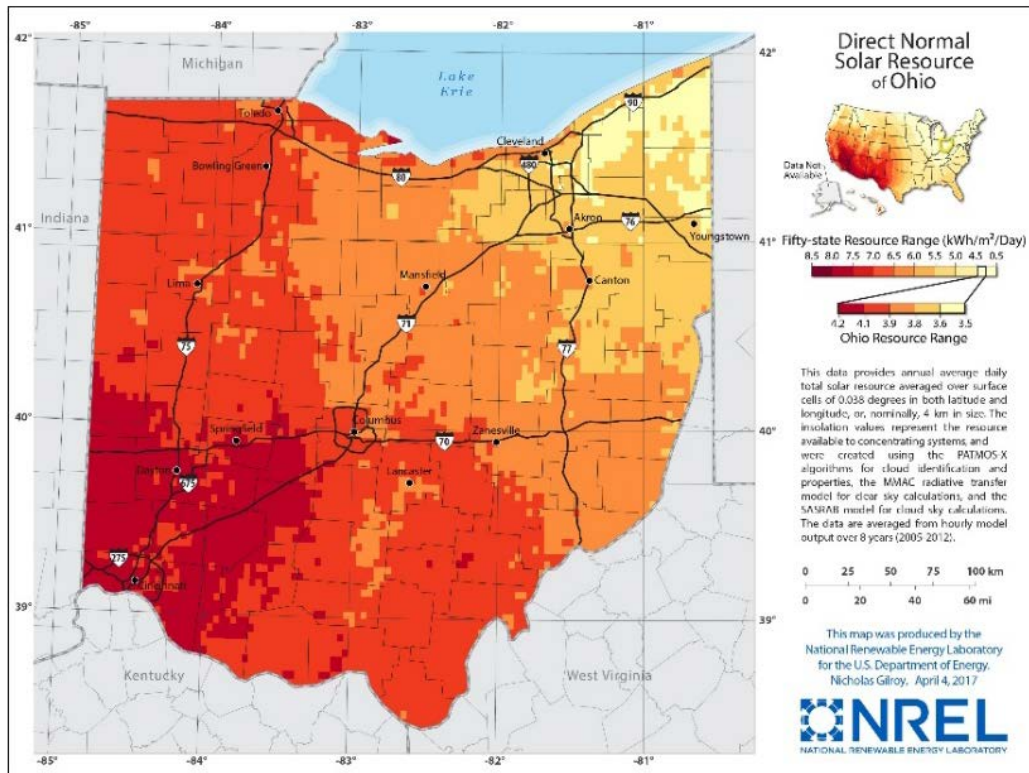 -85°
-84°
-83°
-82°
-81°
42°
42°
Michigan
Lake
Erie
90
Toledo
Cleveland
480
Bowling Green
80
Indiana
Akron
76
Youngstown
41°
41°
Lima
Mansfield
Canton
71
75
77
40°
40°
Springfield
Columbus
70
Zanesville
Dayton
675
Lancaster
275
Cincinnati
39°
39°
Kentucky
West Virginia
-85°
-84°
-83°
-82°
-81°
Direct Normal
Solar Resource
of Ohio
Data Not
Available
Fifty-state Resource Range (kWh/m²/Day)
8.5 8.0 7.5 7.0 6.5 6.0 5.5 5.0 4.5 0.5
4.2 4.1 3.9 3.8 3.6 3.5
Ohio Resource Range
This data provides annual average daily
total solar resource averaged over surface
cells of 0.038 degrees in both latitude and
longitude, or, nominally, 4 km in size. The
insolation values represent the resource
available to concentrating systems, and
were created using the PATMOS-X
algorithms for cloud identification and
properties, the MMAC radiative transfer
model for clear sky calculations, and the
SASRAB model for cloud sky calculations.
The data are averaged from hourly model
output over 8 years (2005-2012).
0 25 50 75 100 km
0 20 40 60 mi
This map was produced by the
National Renewable Energy Laboratory
for the U.S. Department of Energy.
Nicholas Gilroy, April 4, 2017
NREL
NATIONAL RENEWABLE ENERGY LABORATORY